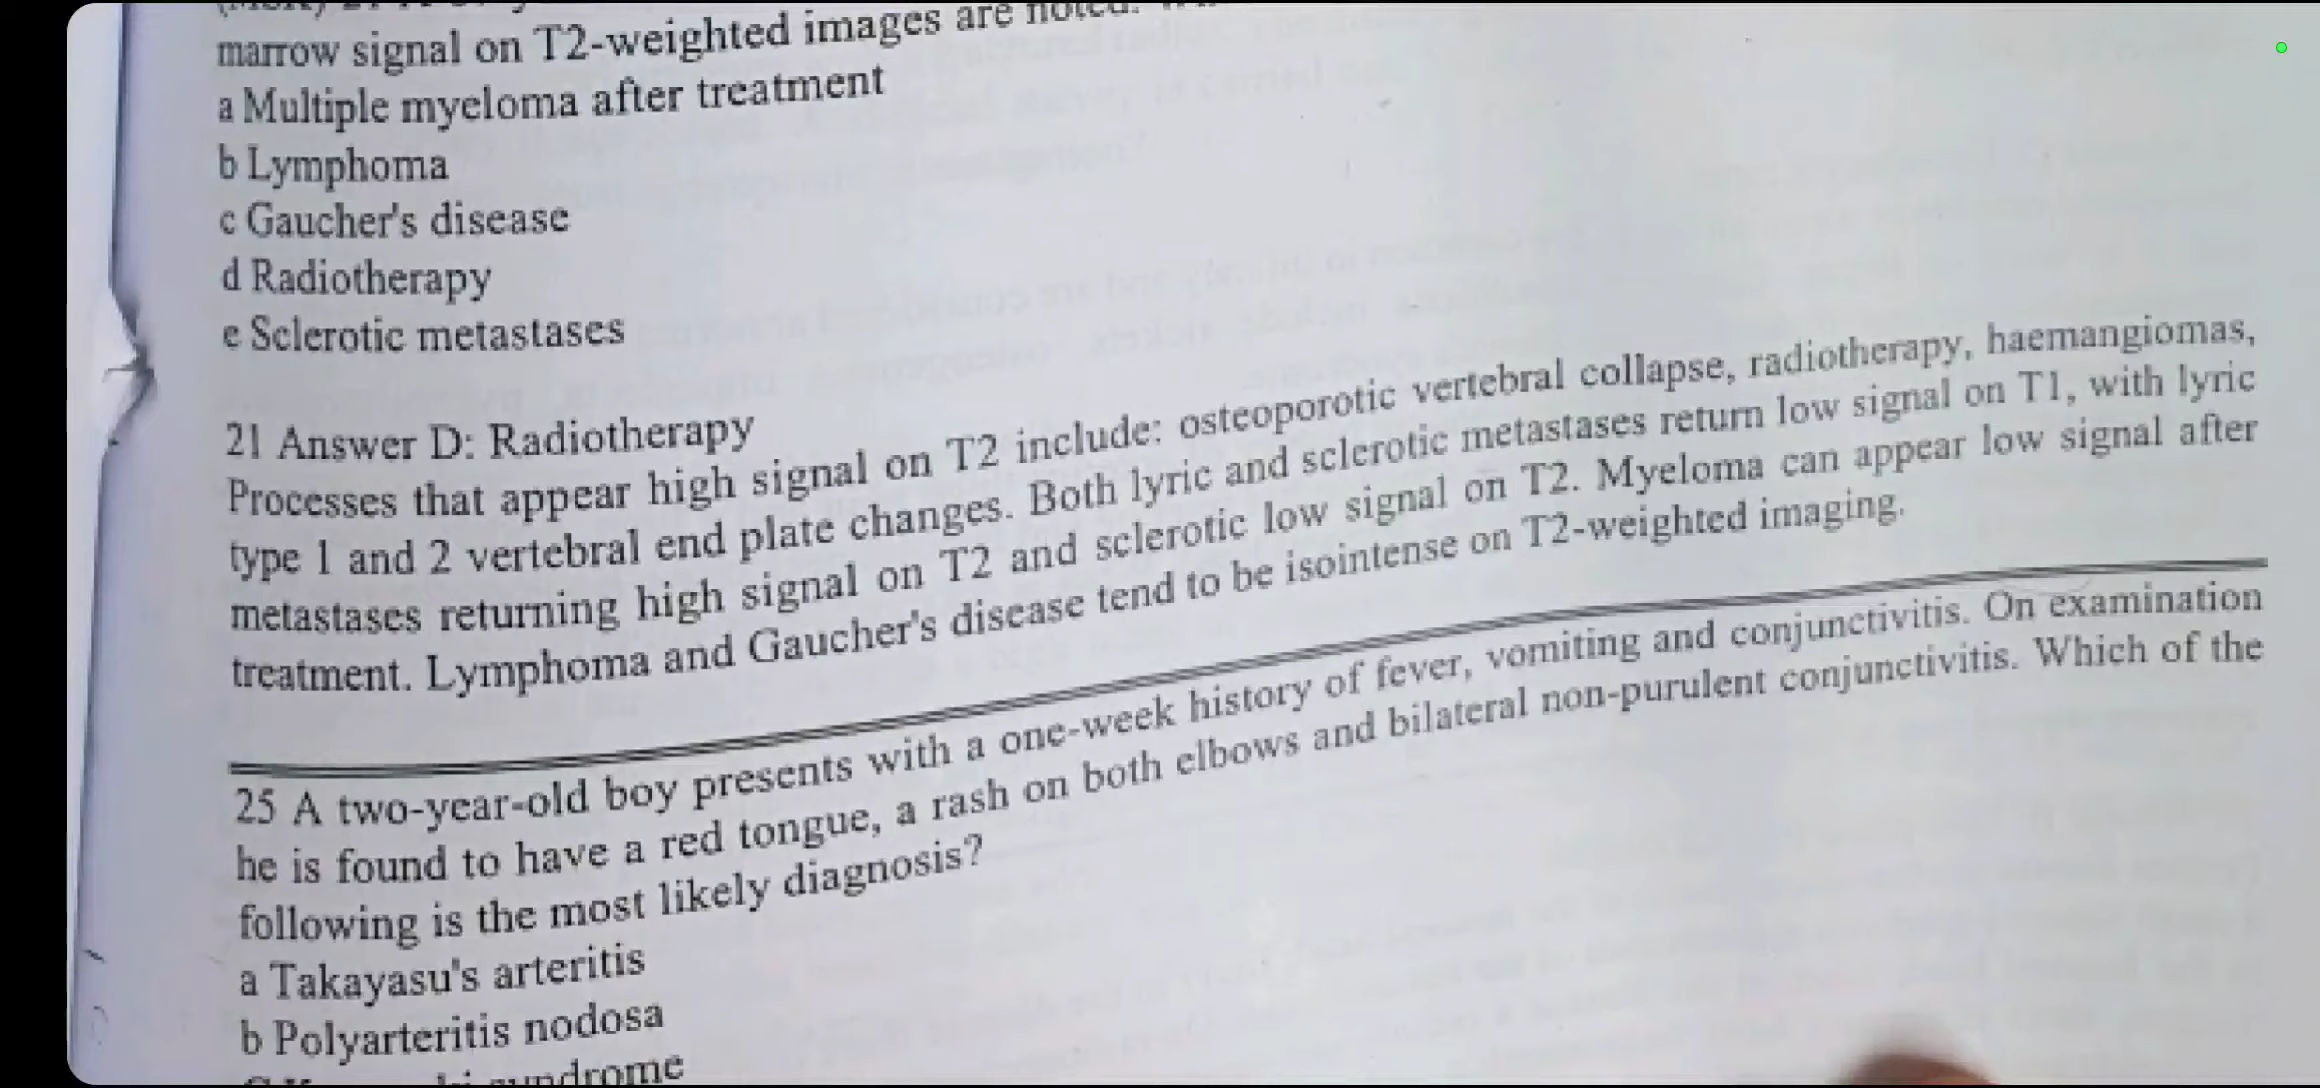 marrow signal on T2-weighted images are noted.
a Multiple myeloma after treatment
b Lymphoma
c Gaucher's disease
d Radiotherapy
e Sclerotic metastases
21 Answer D: Radiotherapy
Processes that appear high signal on T2 include: osteoporotic vertebral collapse, radiotherapy, haemangiomas,
type 1 and 2 vertebral end plate changes. Both lyric and sclerotic metastases return low signal on T1, with lyric
metastases returning high signal on T2 and sclerotic low signal on T2. Myeloma can appear low signal after
treatment. Lymphoma and Gaucher's disease tend to be isointense on T2-weighted imaging.
25 A two-year-old boy presents with a one-week history of fever, vomiting and conjunctivitis. On examination
he is found to have a red tongue, a rash on both elbows and bilateral non-purulent conjunctivitis. Which of the
following is the most likely diagnosis?
a Takayasu's arteritis
b Polyarteritis nodosa
syndrome